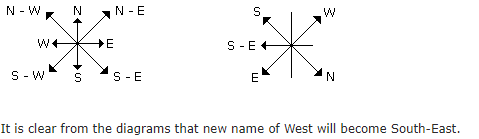 N - W N N - E S W
W E S - E
S - W S S - E E N
It is clear from the diagrams that new name of West will become South-East.